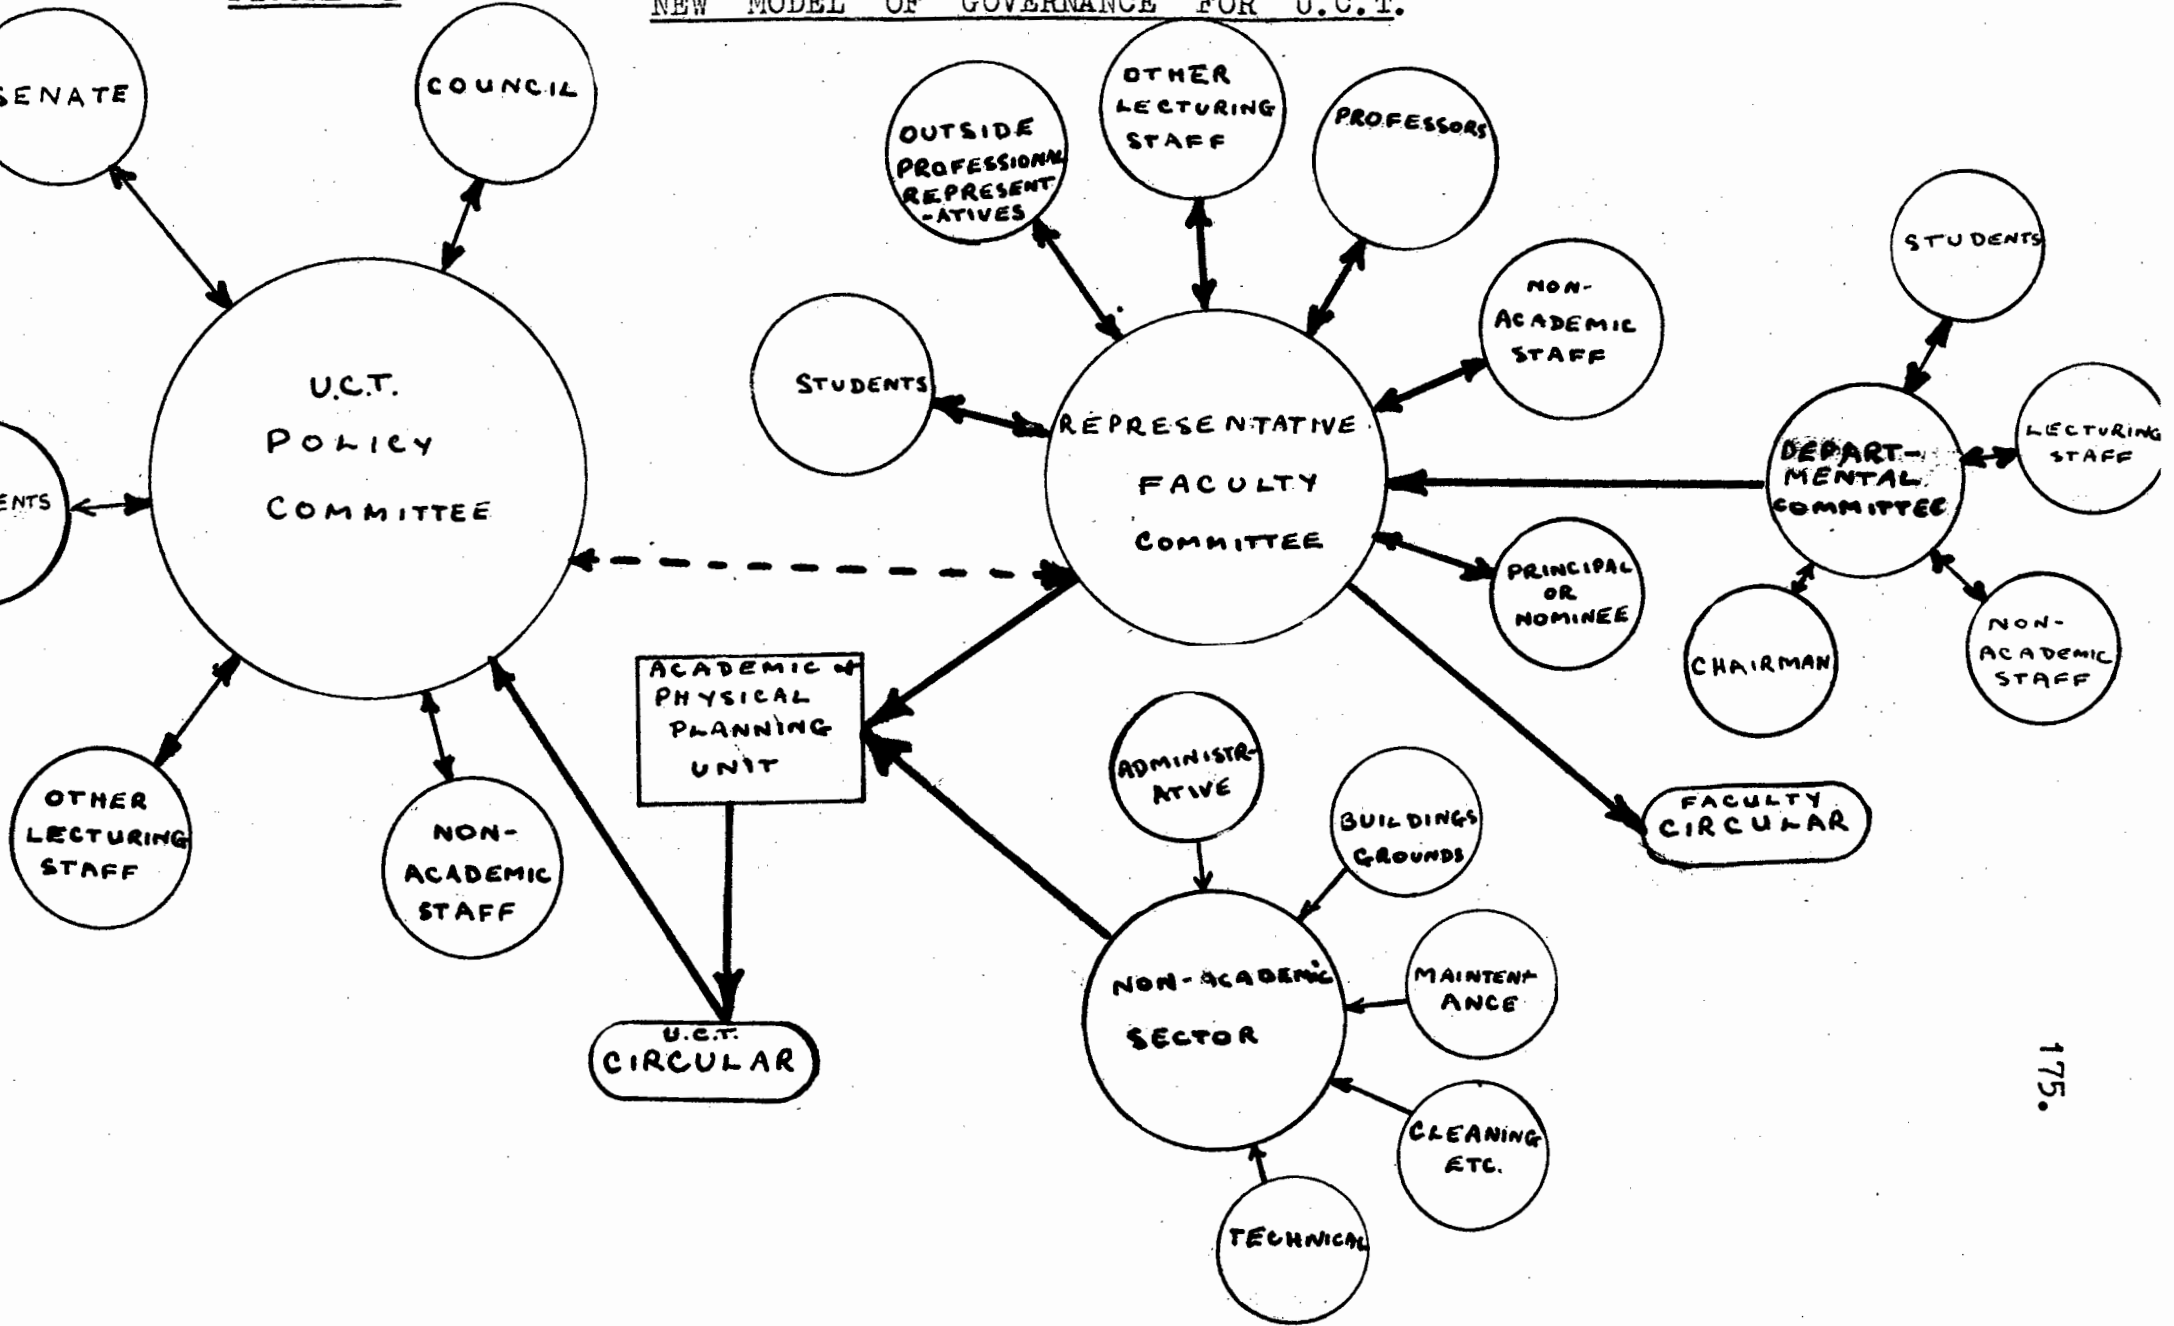 NEW MODEL OF GOVERNANCE FOR U.C.T.
SENATE
COUNCIL
OUTSIDE
PROFESSIONAL
REPRESENT
-ATIVES
OTHER
LECTURING
STAFF
PROFESSORS
STUDENTS
NON-
ACADEMIC
STAFF
STUDENTS
U.C.T.
POLICY
COMMITTEE
REPRESENTATIVE
FACULTY
COMMITTEE
DEPART-
MENTAL
COMMITTEE
LECTURING
STAFF
ENTS
PRINCIPAL
OR
NOMINEE
CHAIRMAN
NON-
ACADEMIC
STAFF
ACADEMIC &
PHYSICAL
PLANNING
UNIT
OTHER
LECTURING
STAFF
NON-
ACADEMIC
STAFF
ADMINISTR-
ATIVE
BUILDINGS
GROUNDS
FACULTY
CIRCULAR
NON-ACADEMIC
SECTOR
MAINTEN-
ANCE
U.C.T.
CIRCULAR
CLEANING
ETC.
TECHNICAL
175.